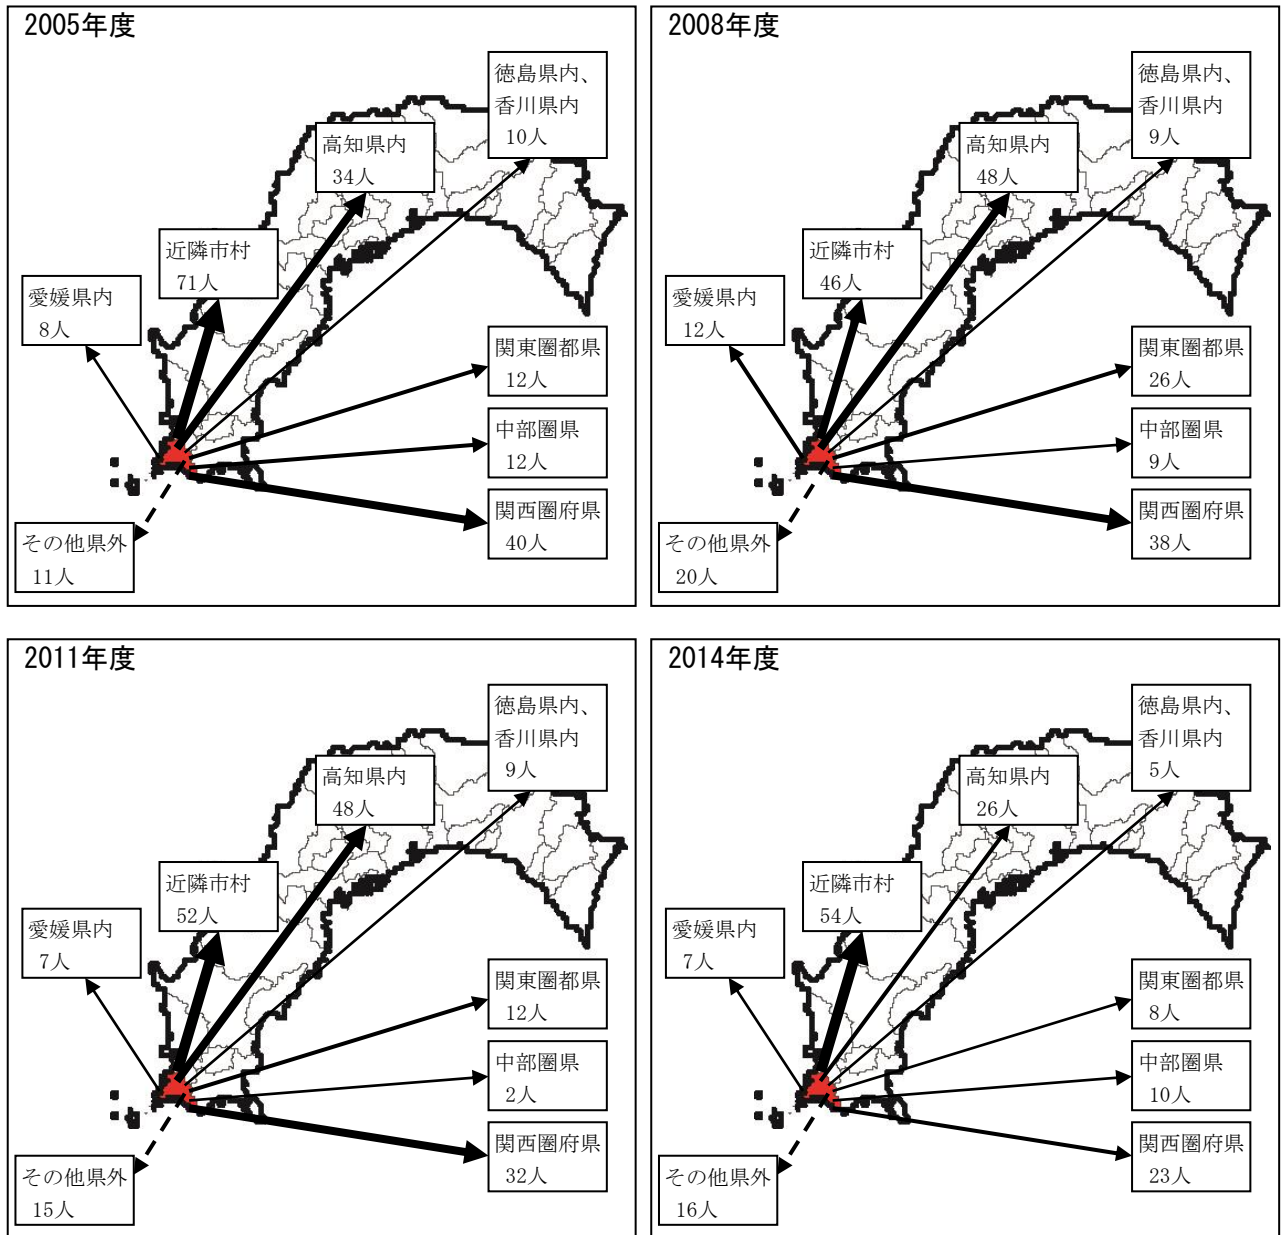 2005年度
徳島県内、
香川県内
10人
高知県内
34人
近隣市村
71人
愛媛県内
8人
関東圏都県
12人
中部圏県
12人
関西圏府県
40人
その他県外
11人
2008年度
徳島県内、
香川県内
9人
高知県内
48人
近隣市村
46人
愛媛県内
12人
関東圏都県
26人
中部圏県
9人
関西圏府県
38人
その他県外
20人
2011年度
徳島県内、
香川県内
9人
高知県内
48人
近隣市村
52人
愛媛県内
7人
関東圏都県
12人
中部圏県
2人
関西圏府県
32人
その他県外
15人
2014年度
徳島県内、
香川県内
5人
高知県内
26人
近隣市村
54人
愛媛県内
7人
関東圏都県
8人
中部圏県
10人
関西圏府県
23人
その他県外
16人